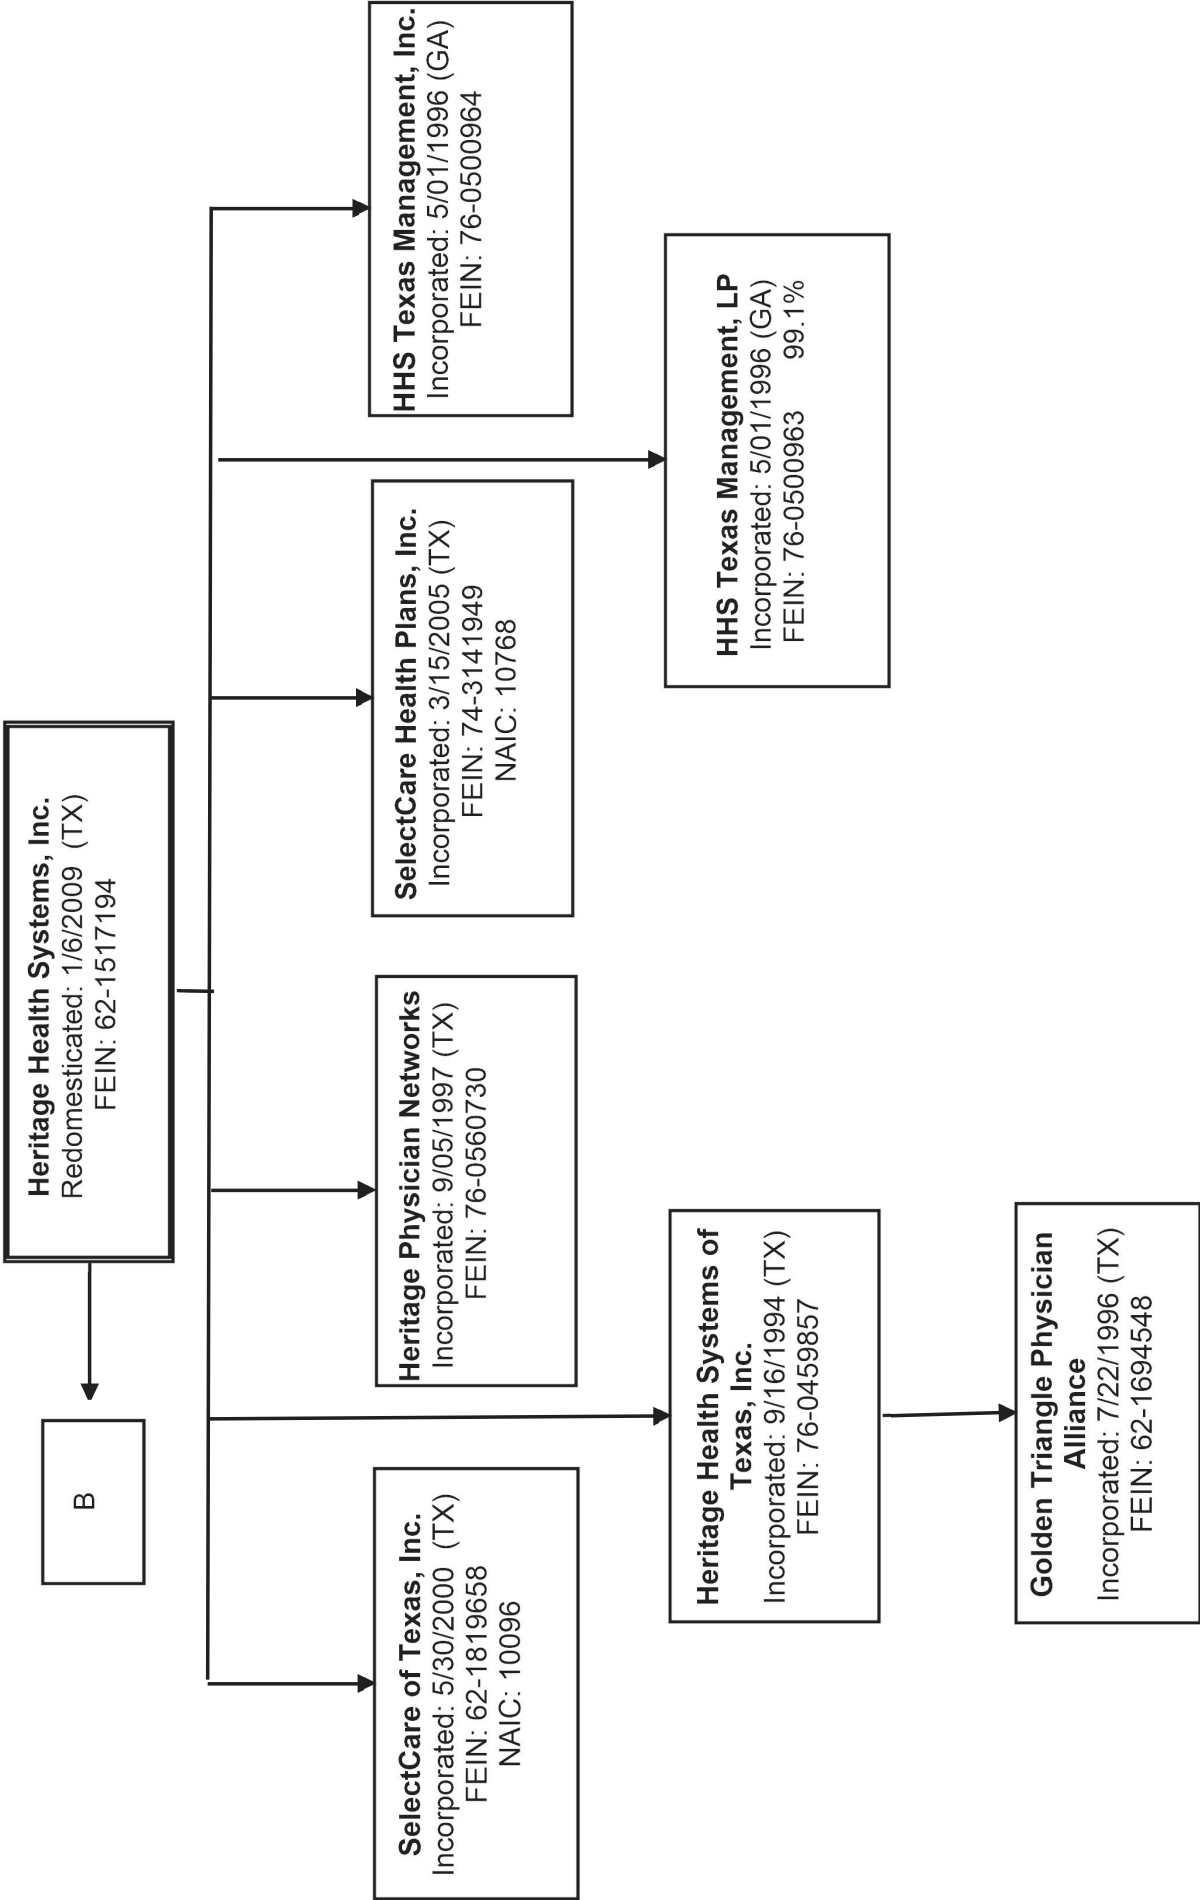 B
Heritage Health Systems, Inc.
Redomesticated: 1/6/2009 (TX)
FEIN: 62-1517194
SelectCare of Texas, Inc.
Incorporated: 5/30/2000 (TX)
FEIN: 62-1819658
NAIC: 10096
Heritage Physician Networks
Incorporated: 9/05/1997 (TX)
FEIN: 76-0560730
SelectCare Health Plans, Inc.
Incorporated: 3/15/2005 (TX)
FEIN: 74-3141949
NAIC: 10768
HHS Texas Management, Inc.
Incorporated: 5/01/1996 (GA)
FEIN: 76-0500964
Heritage Health Systems of
Texas, Inc.
Incorporated: 9/16/1994 (TX)
FEIN: 76-0459857
HHS Texas Management, LP
Incorporated: 5/01/1996 (GA)
FEIN: 76-0500963 99.1%
Golden Triangle Physician
Alliance
Incorporated: 7/22/1996 (TX)
FEIN: 62-1694548